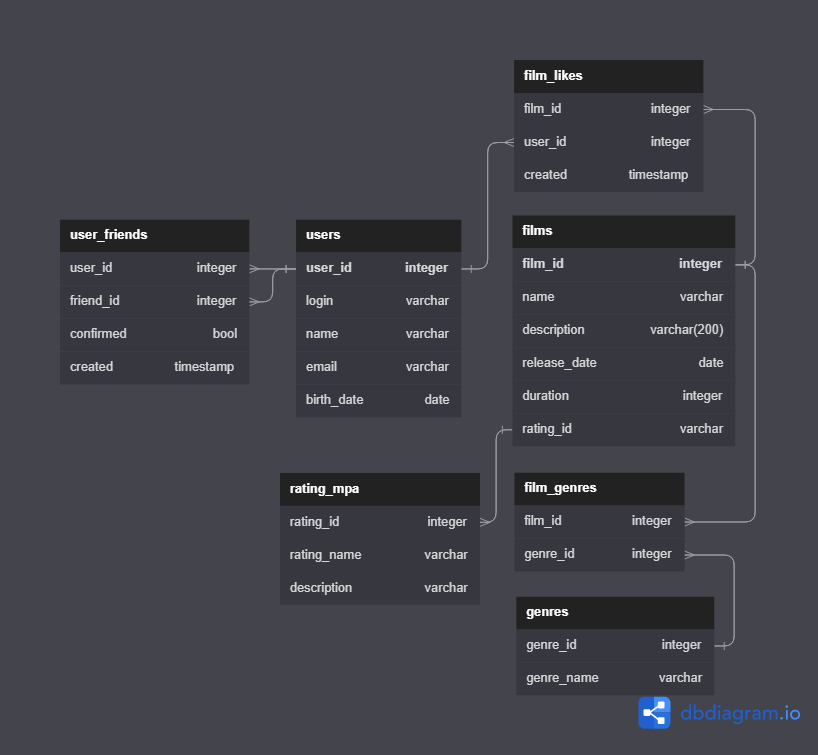 film_likes
film_id integer
user_id integer
created timestamp
user_friends
user_id integer
friend_id integer
confirmed bool
created timestamp
users
user_id integer
login varchar
name varchar
email varchar
birth_date date
films
film_id integer
name varchar
description varchar(200)
release_date date
duration integer
rating_id varchar
rating_mpa
rating_id integer
rating_name varchar
description varchar
film_genres
film_id integer
genre_id integer
genres
genre_id integer
genre_name varchar
dbdiagram.io